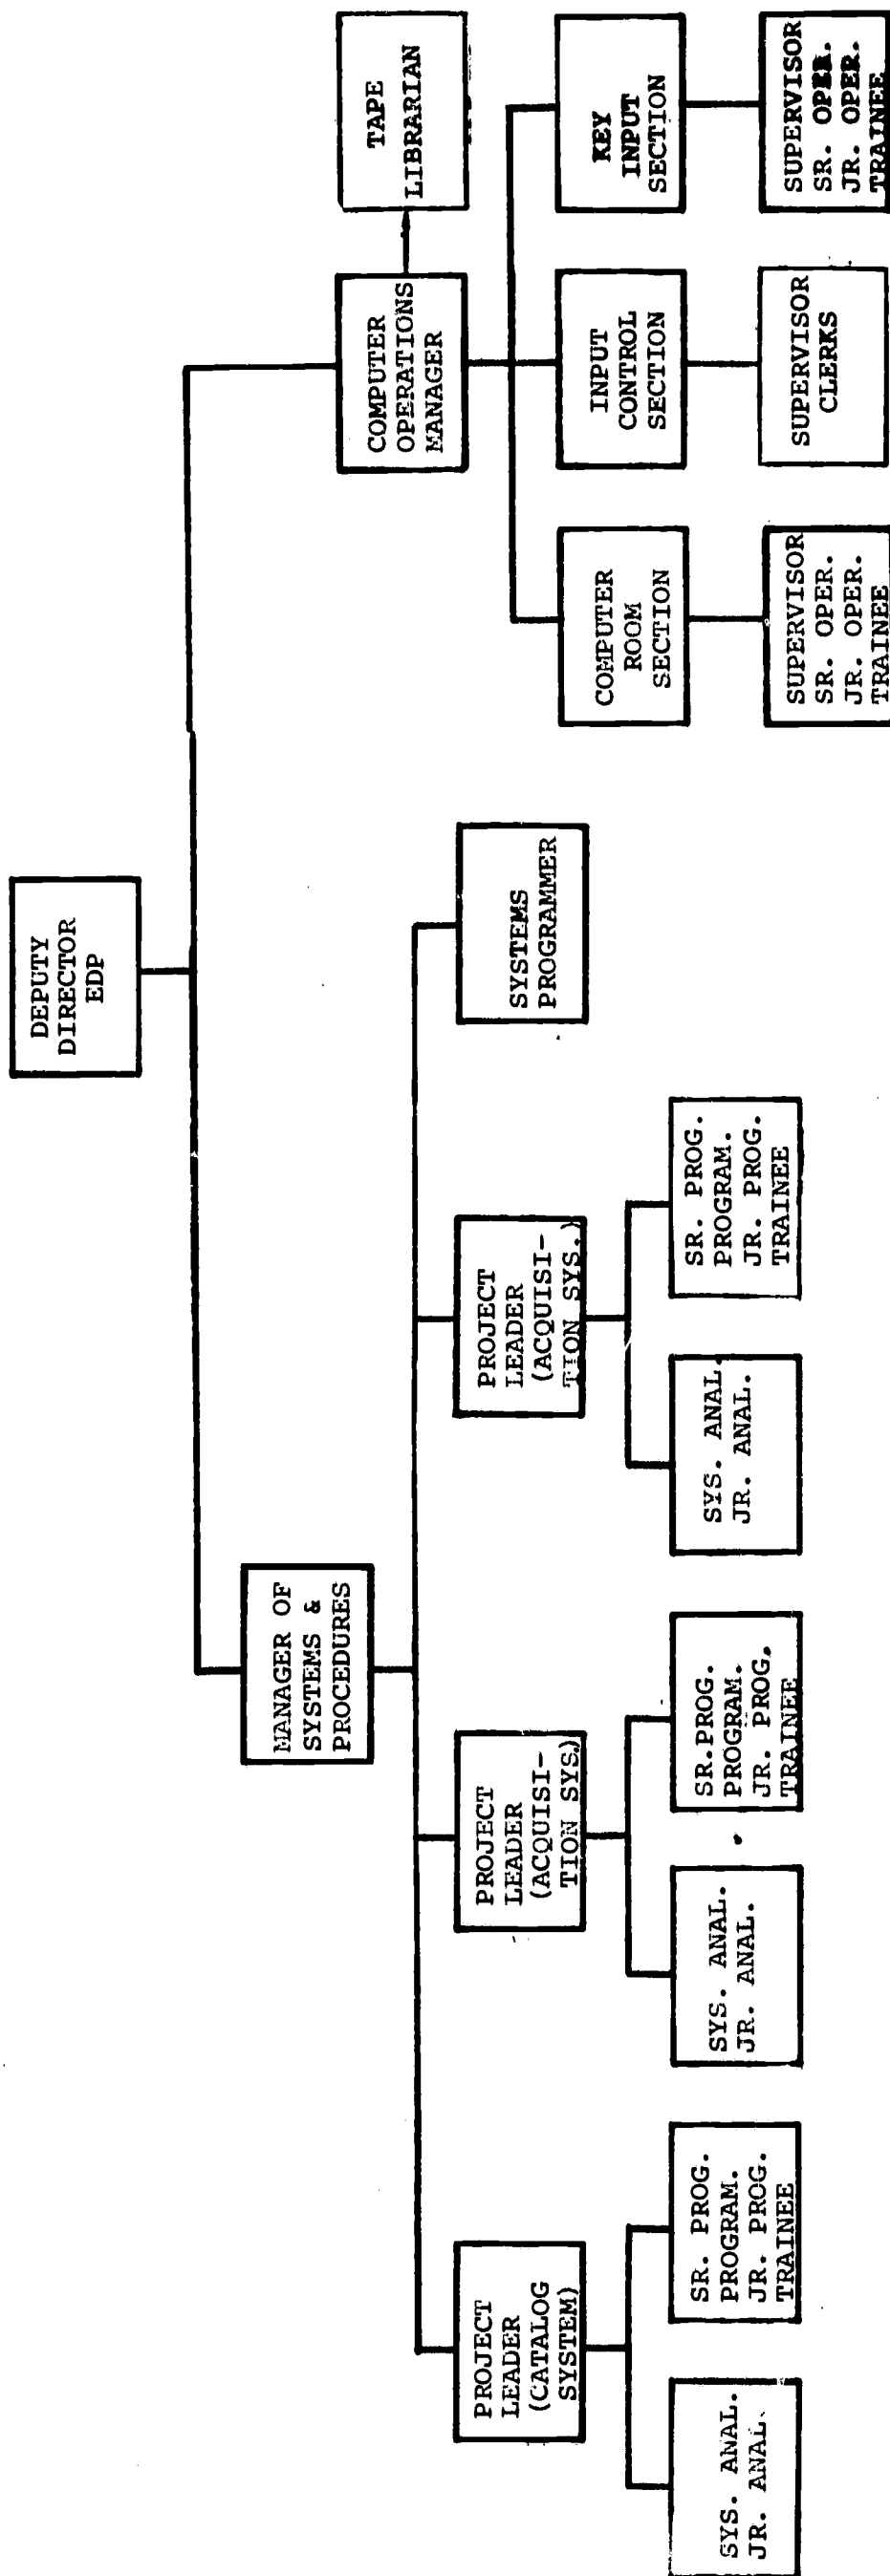 DEPUTY
DIRECTOR
EDP
MANAGER OF
SYSTEMS &
PROCEDURES
COMPUTER
OPERATIONS
MANAGER
TAPE
LIBRARIAN
PROJECT
LEADER
(CATALOG
SYSTEM)
PROJECT
LEADER
(ACQUISI-
TION SYS.)
PROJECT
LEADER
(ACQUISI-
TION SYS.)
SYSTEMS
PROGRAMMER
COMPUTER
ROOM
SECTION
INPUT
CONTROL
SECTION
KEY
INPUT
SECTION
SYS. ANAL.
JR. ANAL.
SR. PROG.
PROGRAM.
JR. PROG.
TRAINEE
SYS. ANAL.
JR. ANAL.
SR.PROG.
PROGRAM.
JR. PROG.
TRAINEE
SYS. ANAL.
JR. ANAL.
SR. PROG.
PROGRAM.
JR. PROG.
TRAINEE
SUPERVISOR
SR. OPER.
JR. OPER.
TRAINEE
SUPERVISOR
CLERKS
SUPERVISOR
SR. OPER.
JR. OPER.
TRAINEE